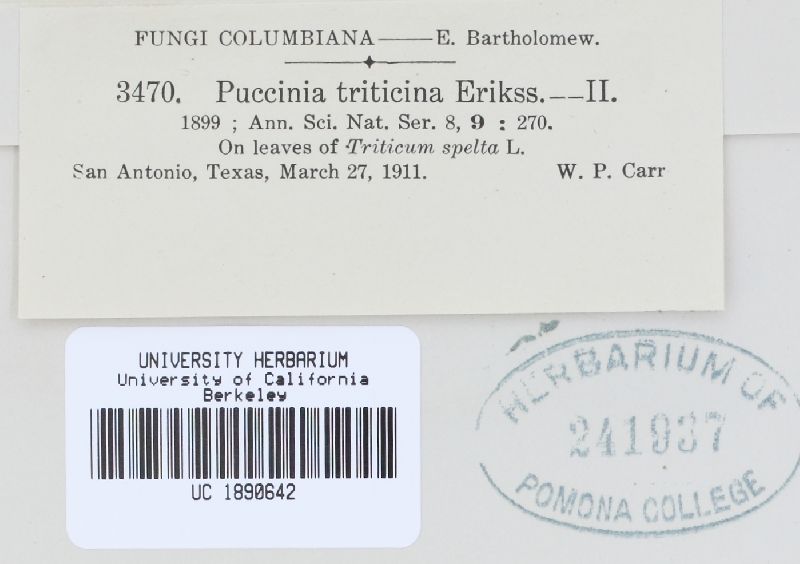 FUNGI COLUMBIANA——E. Bartholomew.
3470. Puccinia triticina Erikss.——II.
1899 ; Ann. Sci. Nat. Ser. 8, 9 : 270.
On leaves of Triticum spelta L.
San Antonio, Texas, March 27, 1911. W. P. Carr
UNIVERSITY HERBARIUM
University of California
Berkeley
UC 1890642
HERBARIUM OF
241937
POMONA COLLEGE